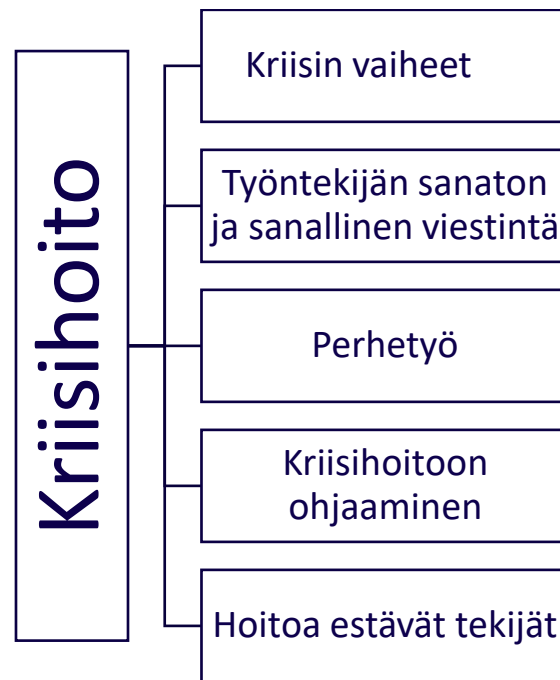 Kriisihoito
Kriisin vaiheet
Työntekijän sanaton
ja sanallinen viestintä
Perhetyö
Kriisihoitoon
ohjaaminen
Hoitoa estävät tekijät